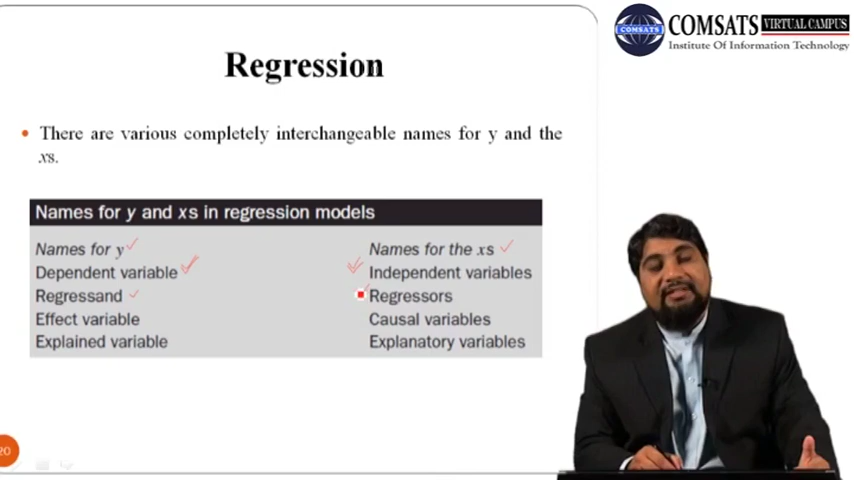 COMSATS VIRTUAL CAMPUS
COMSATS
Institute Of Information Technology
Regression
There are various completely interchangeable names for y and the
xs.
Names for y and xs in regression models
Names for y
Names for the xs
Dependent variable
Independent variables
Regressand
Regressors
Effect variable
Causal variables
Explained variable
Explanatory variables
20